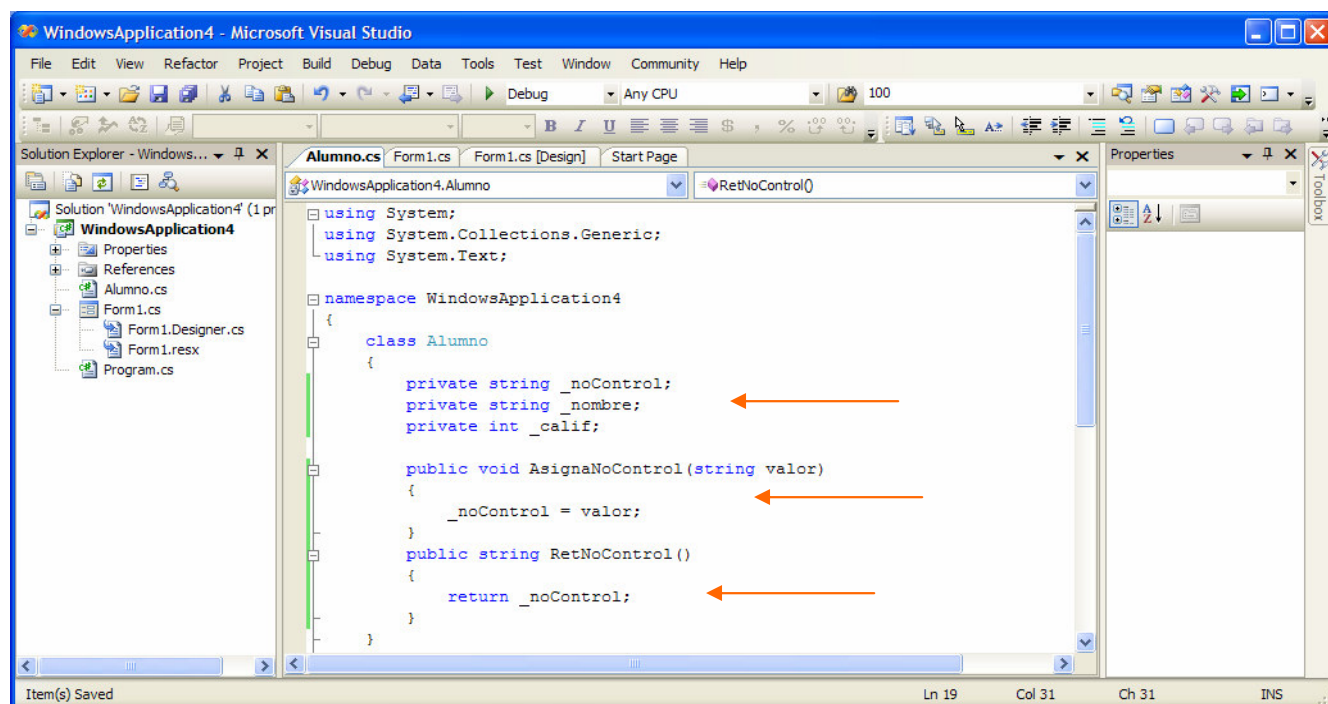 WindowsApplication4 - Microsoft Visual Studio
File Edit View Refactor Project Build Debug Data Tools Test Window Community Help
Debug Any CPU 100
B I U $ , %
Solution Explorer - Windows...
Alumno.cs Form1.cs Form1.cs [Design] Start Page
Properties
Toolbox
WindowsApplication4.Alumno RetNoControl()
Solution 'WindowsApplication4' (1 pr
WindowsApplication4
Properties
References
Alumno.cs
Form1.cs
Form1.Designer.cs
Form1.resx
Program.cs
using System;
using System.Collections.Generic;
using System.Text;
namespace WindowsApplication4
{
class Alumno
{
private string _noControl;
private string _nombre;
private int _calif;
public void AsignaNoControl(string valor)
{
_noControl = valor;
}
public string RetNoControl()
{
return _noControl;
}
}
Item(s) Saved Ln 19 Col 31 Ch 31 INS